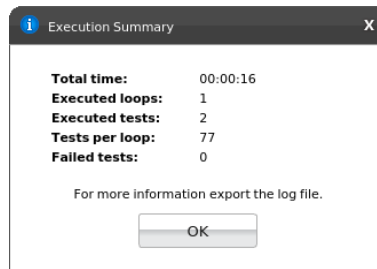 i Execution Summary X
Total time: 00:00:16
Executed loops: 1
Executed tests: 2
Tests per loop: 77
Failed tests: 0
For more information export the log file.
OK